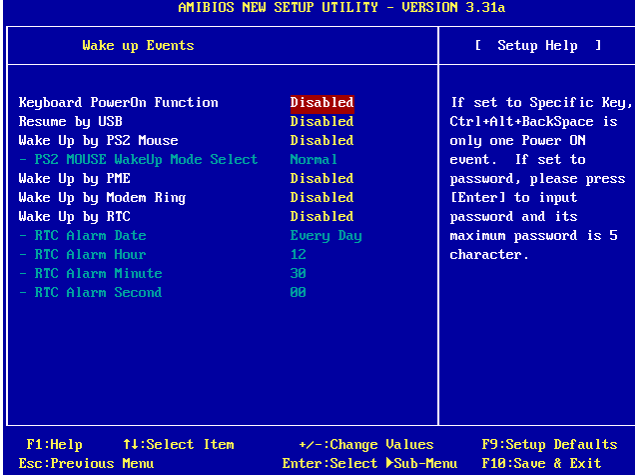 AMIBIOS NEW SETUP UTILITY - VERSION 3.31a
Wake up Events
[ Setup Help ]
Keyboard PowerOn Function Disabled
Resume by USB Disabled
Wake Up by PS2 Mouse Disabled
- PS2 MOUSE WakeUp Mode Select Normal
Wake Up by PME Disabled
Wake Up by Modem Ring Disabled
Wake Up by RTC Disabled
- RTC Alarm Date Every Day
- RTC Alarm Hour 12
- RTC Alarm Minute 30
- RTC Alarm Second 00
If set to Specific Key,
Ctrl+Alt+BackSpace is
only one Power ON
event. If set to
password, please press
[Enter] to input
password and its
maximum password is 5
character.
F1:Help ↑↓:Select Item +/-:Change Values F9:Setup Defaults
Esc:Previous Menu Enter:Select ▶Sub-Menu F10:Save & Exit